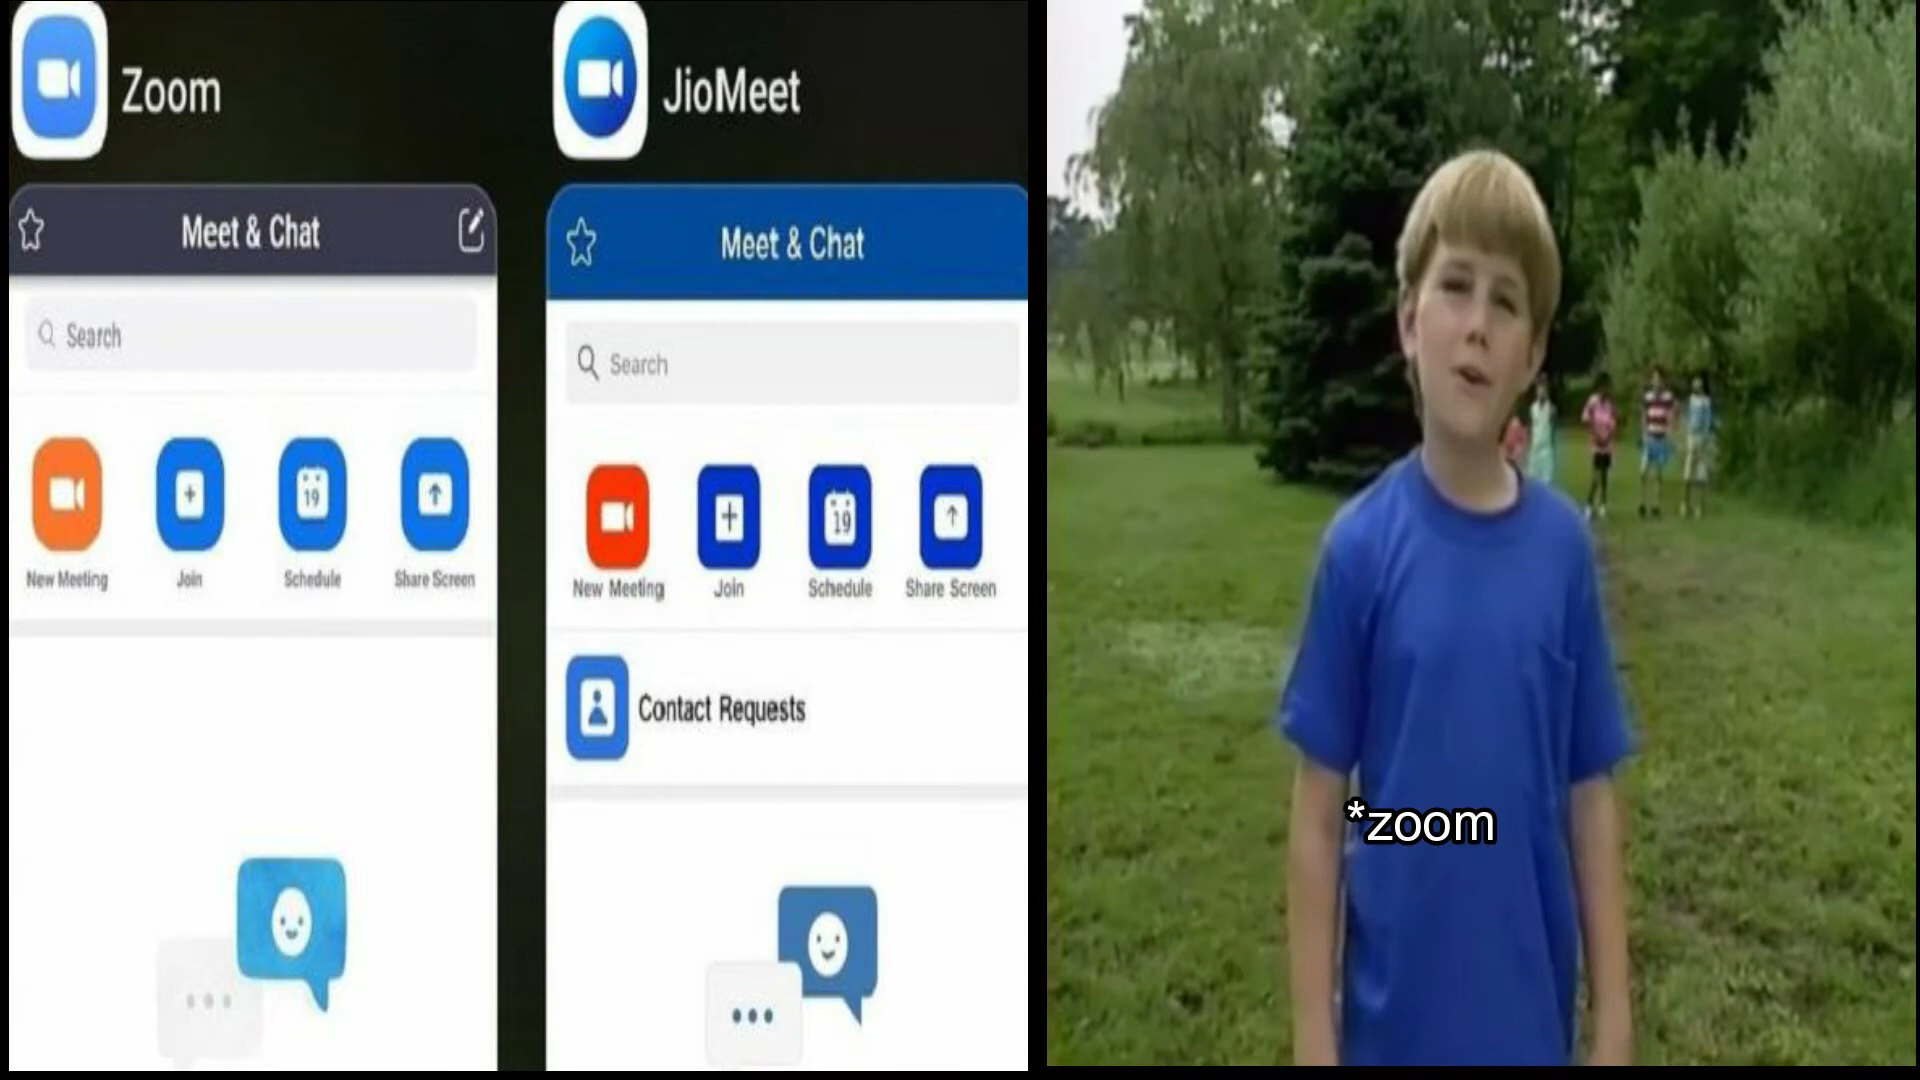 Zoom
Meet & Chat
Search
19
New Meeting
Join
Schedule
Share Screen
JioMeet
Meet & Chat
Search
19
New Meeting
Join
Schedule
Share Screen
Contact Requests
*zoom